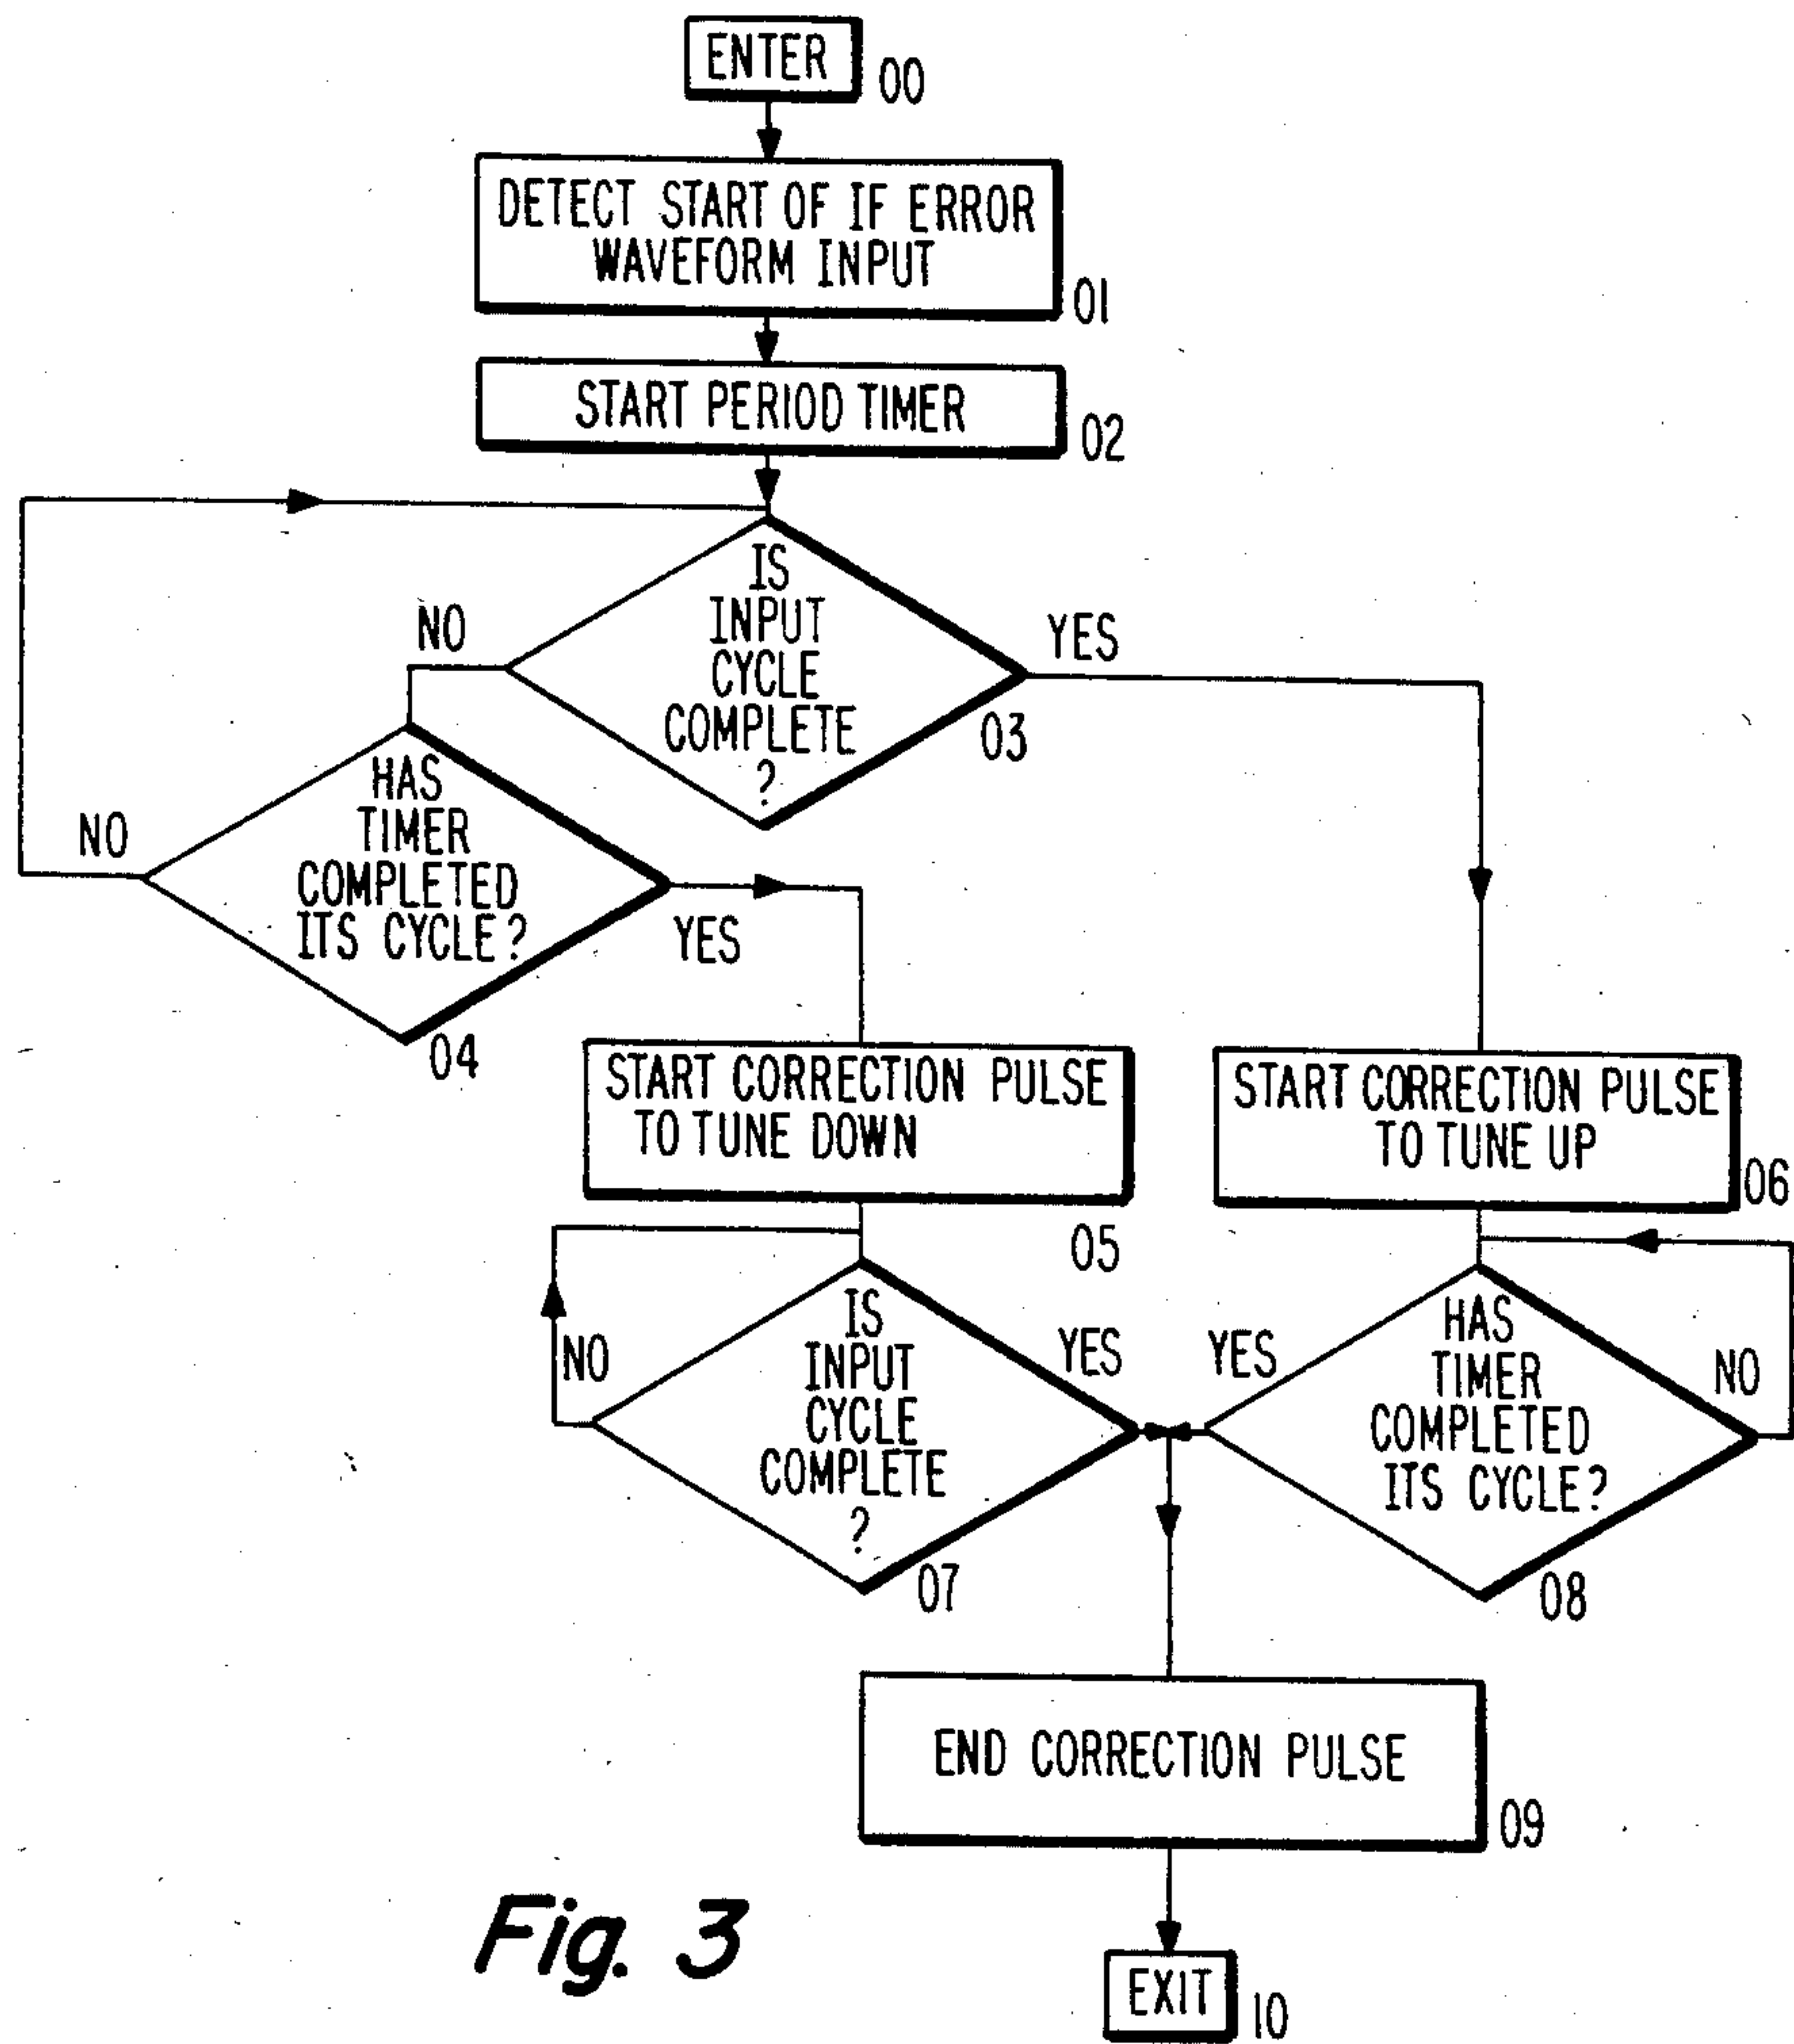 ENTER
00
DETECT START OF IF ERROR
WAVEFORM INPUT
01
START PERIOD TIMER
02
IS
INPUT
CYCLE
COMPLETE
?
03
NO
YES
HAS
TIMER
COMPLETED
ITS CYCLE?
04
NO
YES
START CORRECTION PULSE
TO TUNE DOWN
05
START CORRECTION PULSE
TO TUNE UP
06
IS
INPUT
CYCLE
COMPLETE
?
07
NO
YES
HAS
TIMER
COMPLETED
ITS CYCLE?
08
YES
NO
END CORRECTION PULSE
09
EXIT
10
Fig. 3